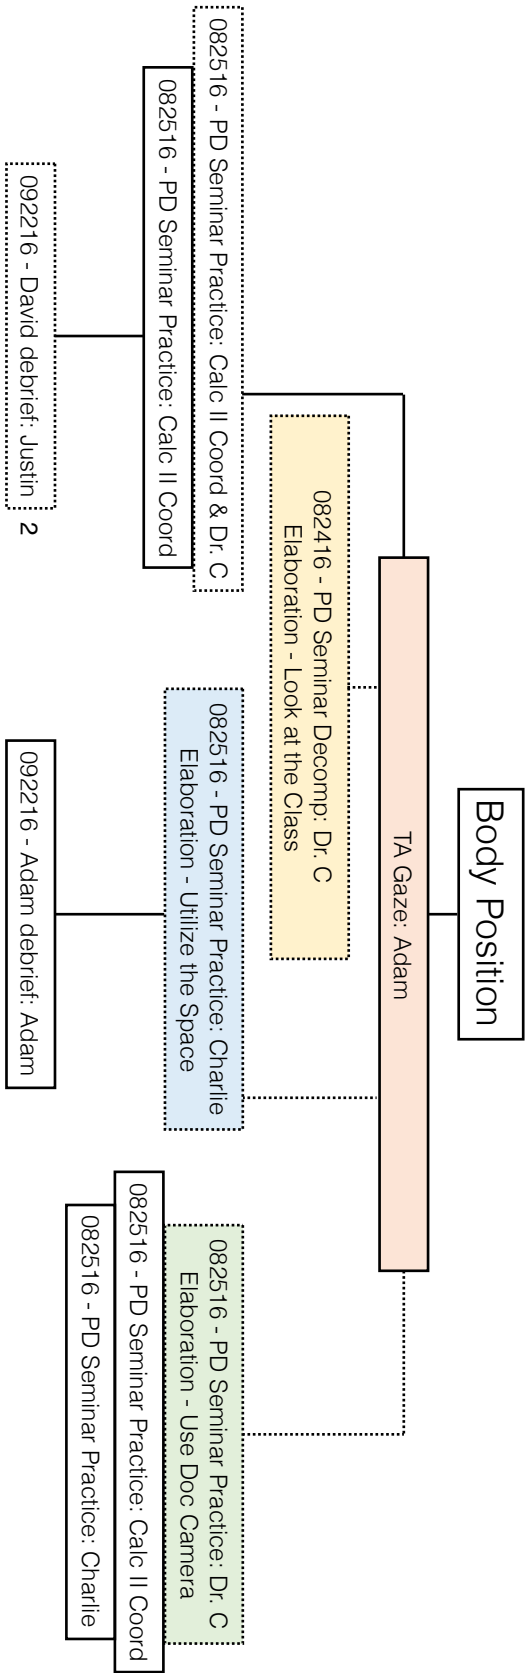 Body Position
TA Gaze: Adam
082416 - PD Seminar Decomp: Dr. C
Elaboration - Look at the Class
082516 - PD Seminar Practice: Calc II Coord & Dr. C
082516 - PD Seminar Practice: Calc II Coord
092216 - David debrief: Justin
2
082516 - PD Seminar Practice: Charlie
Elaboration - Utilize the Space
092216 - Adam debrief: Adam
082516 - PD Seminar Practice: Dr. C
Elaboration - Use Doc Camera
082516 - PD Seminar Practice: Calc II Coord
082516 - PD Seminar Practice: Charlie